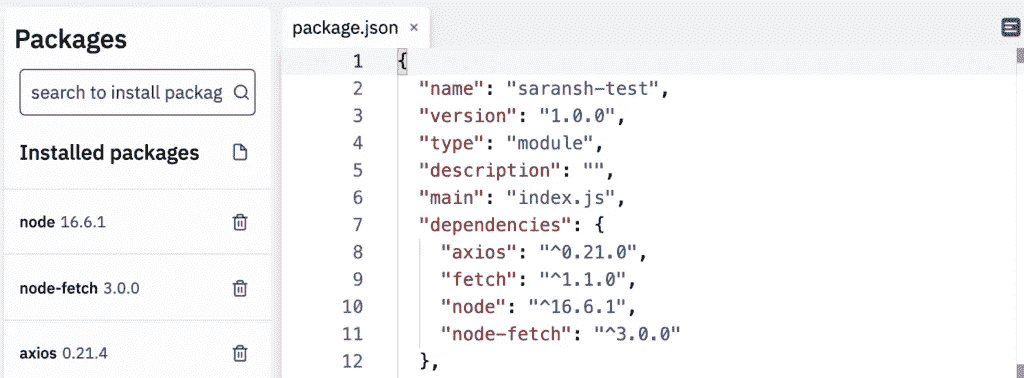 Packages
search to install packag
Installed packages
node 16.6.1
node-fetch 3.0.0
axios 0.21.4
package.json ×
1 {
2 "name": "saransh-test",
3 "version": "1.0.0",
4 "type": "module",
5 "description": "",
6 "main": "index.js",
7 "dependencies": {
8 "axios": "^0.21.0",
9 "fetch": "^1.1.0",
10 "node": "^16.6.1",
11 "node-fetch": "^3.0.0"
12 },